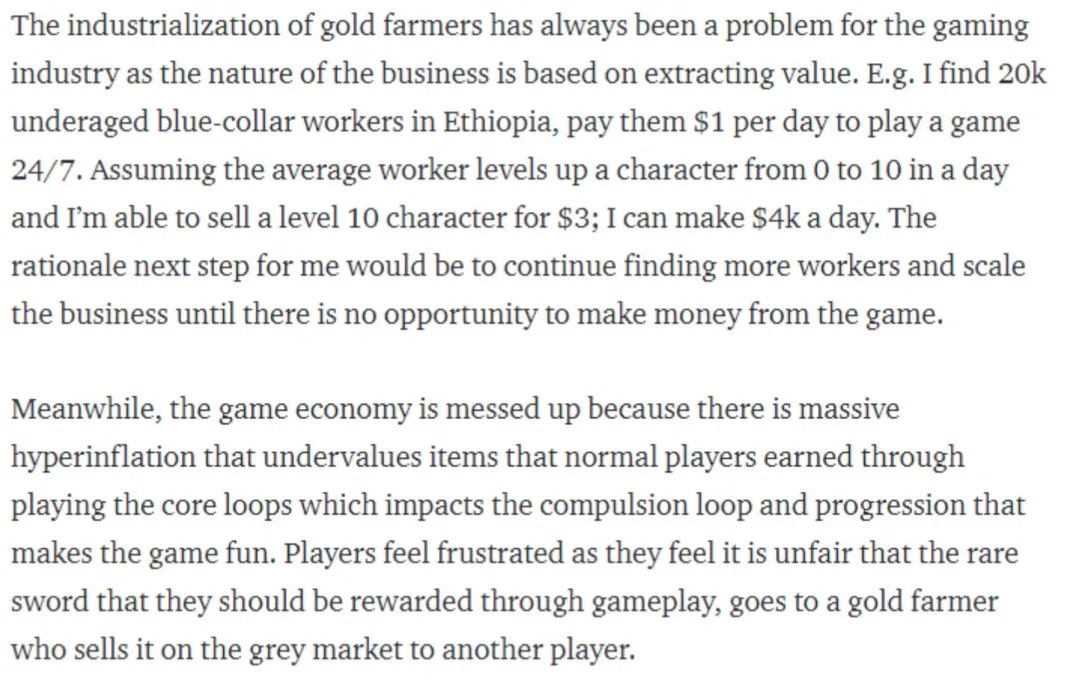 The industrialization of gold farmers has always been a problem for the gaming
industry as the nature of the business is based on extracting value. E.g. I find 20k
underaged blue-collar workers in Ethiopia, pay them $1 per day to play a game
24/7. Assuming the average worker levels up a character from 0 to 10 in a day
and I’m able to sell a level 10 character for $3; I can make $4k a day. The
rationale next step for me would be to continue finding more workers and scale
the business until there is no opportunity to make money from the game.
Meanwhile, the game economy is messed up because there is massive
hyperinflation that undervalues items that normal players earned through
playing the core loops which impacts the compulsion loop and progression that
makes the game fun. Players feel frustrated as they feel it is unfair that the rare
sword that they should be rewarded through gameplay, goes to a gold farmer
who sells it on the grey market to another player.